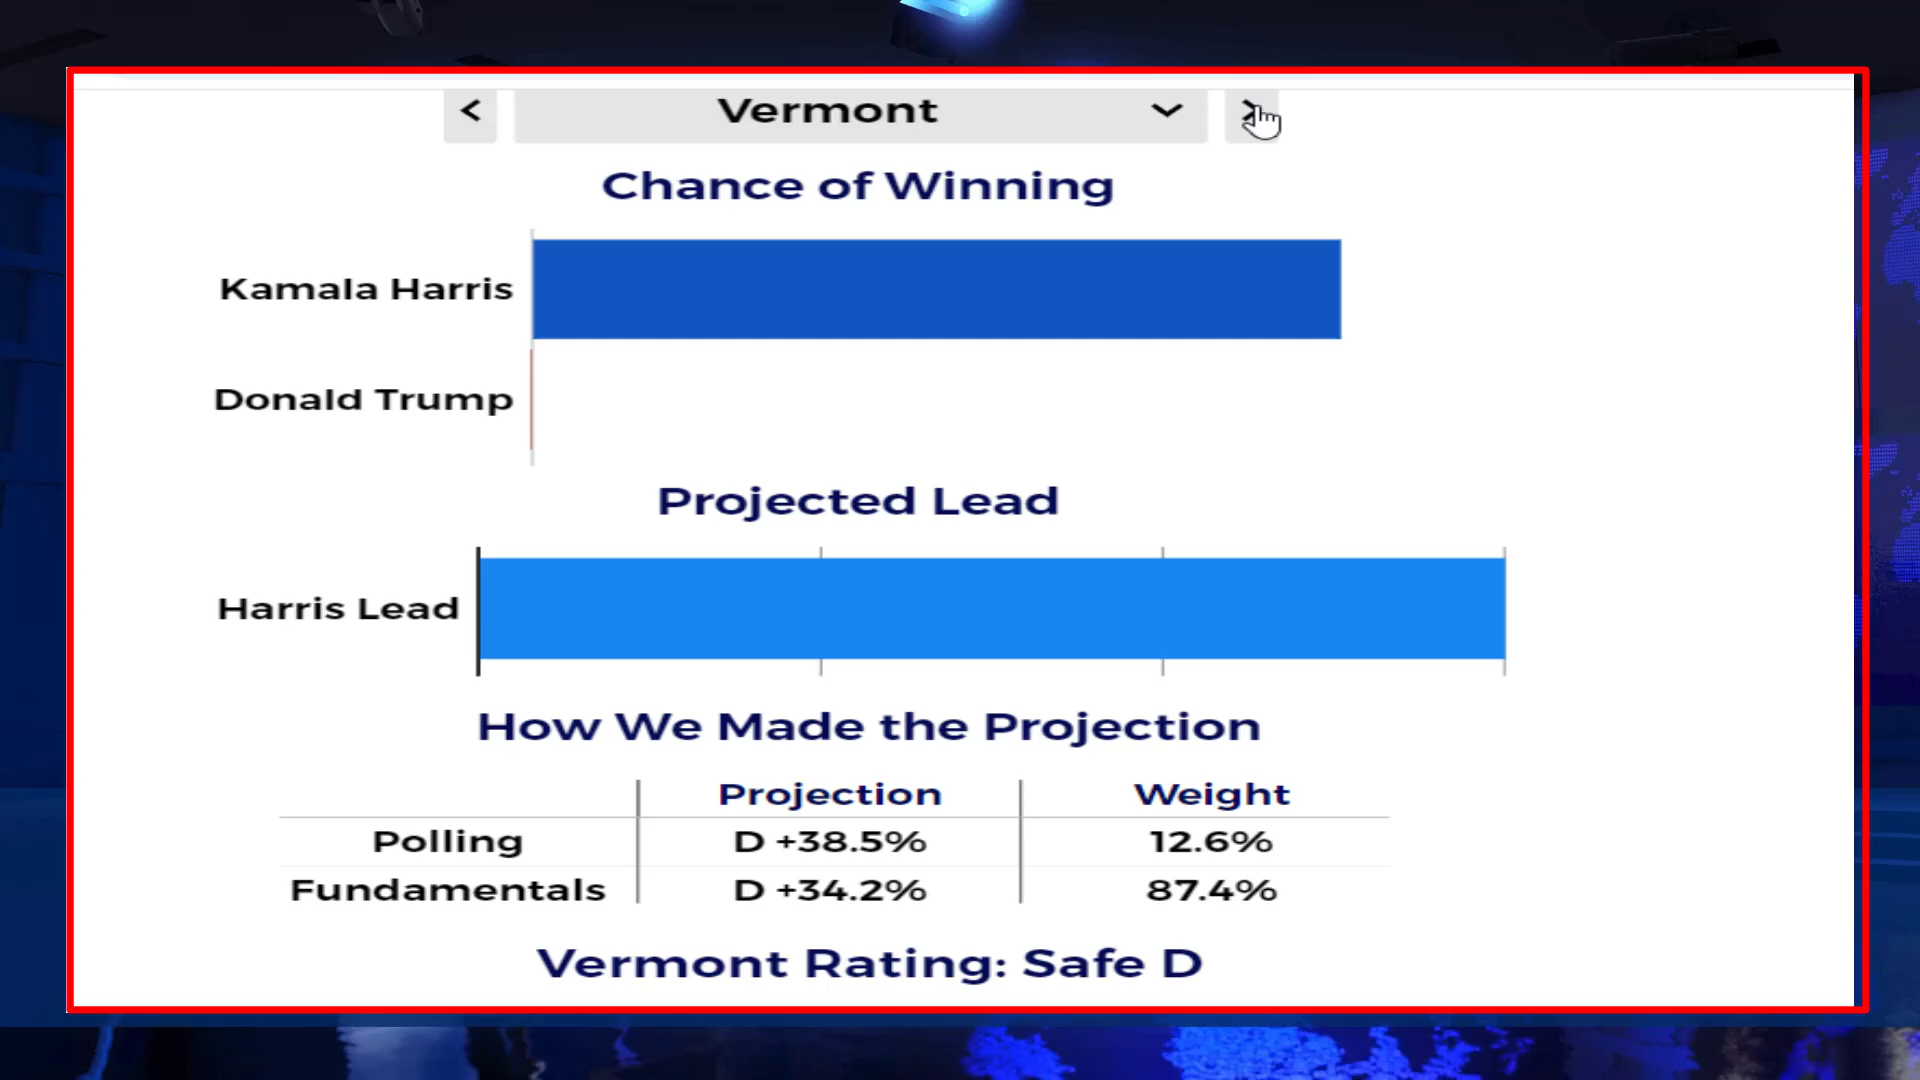 Vermont
Chance of Winning
Kamala Harris
Donald Trump
Projected Lead
Harris Lead
How We Made the Projection
Projection Weight
Polling D +38.5% 12.6%
Fundamentals D +34.2% 87.4%
Vermont Rating: Safe D